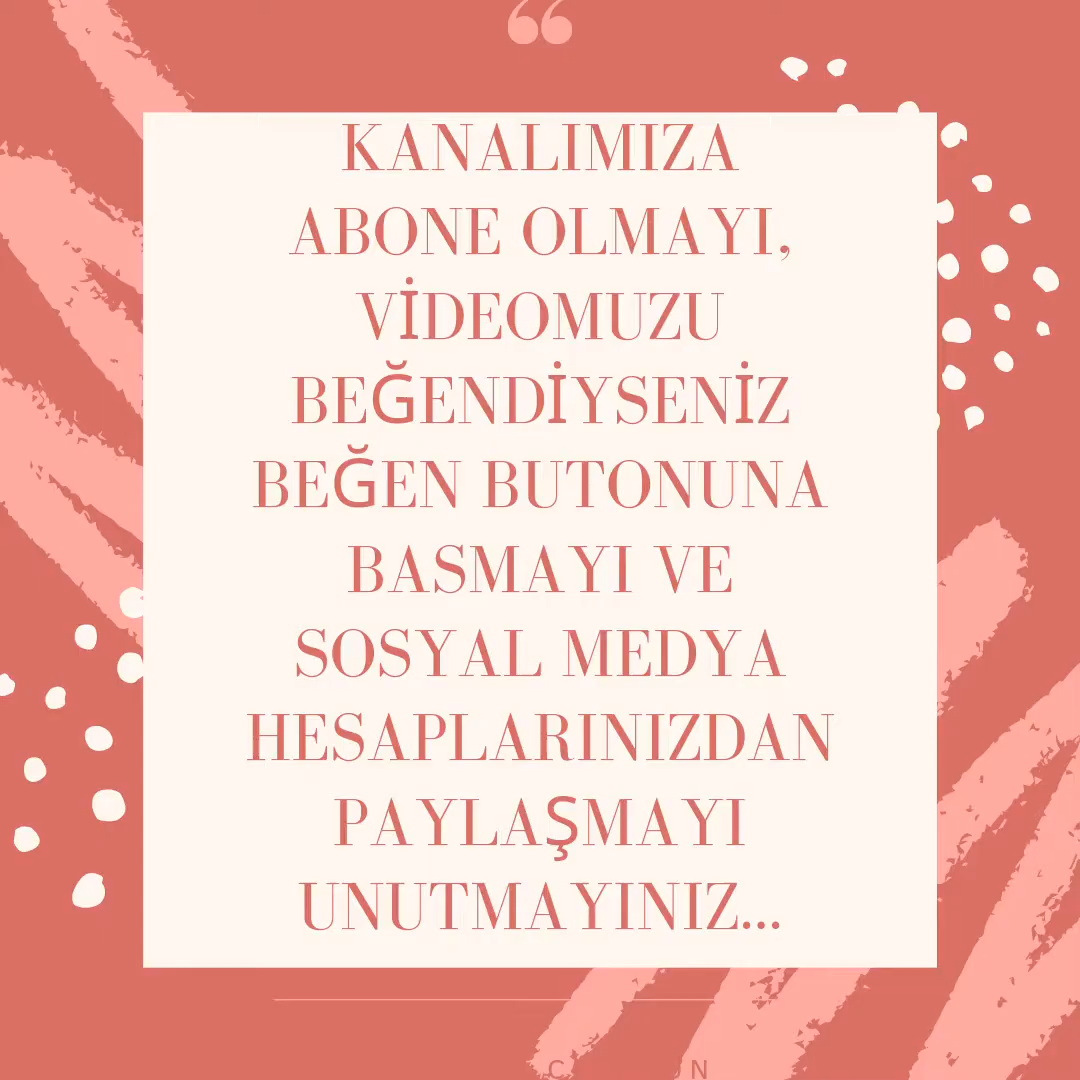 KANALIMIZA
ABONE OLMAYI,
VİDEOMUZU
BEĞENDİYSENİZ
BEĞEN BUTONUNA
BASMAYI VE
SOSYAL MEDYA
HESAPLARINIZDAN
PAYLAŞMAYI
UNUTMAYINIZ...